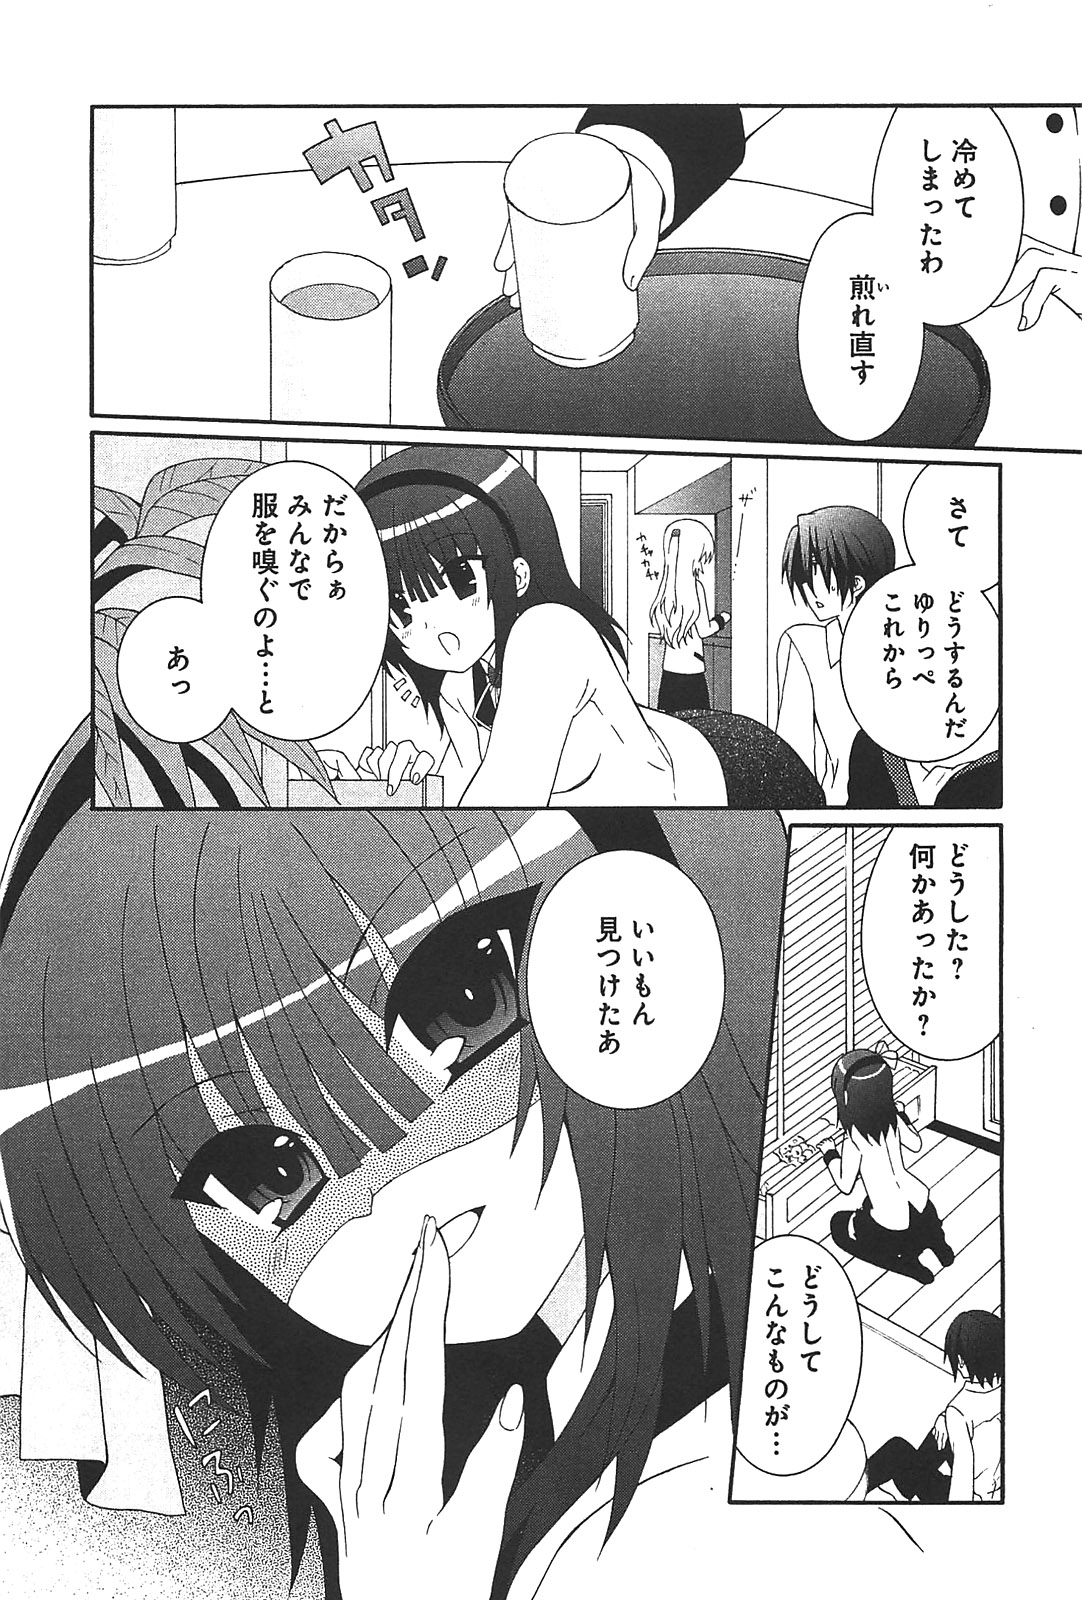 冷めて
しまったわ
煎れ直す
い
カタン
さて
どうするんだ
ゆりっぺ
これから
カチャカチャ
だからぁ
みんなで
服を嗅ぐのよ…と
あっ
どうした?
何かあったか?
どうして
こんなものが…
いいもん
見つけたあ
にぶぶ